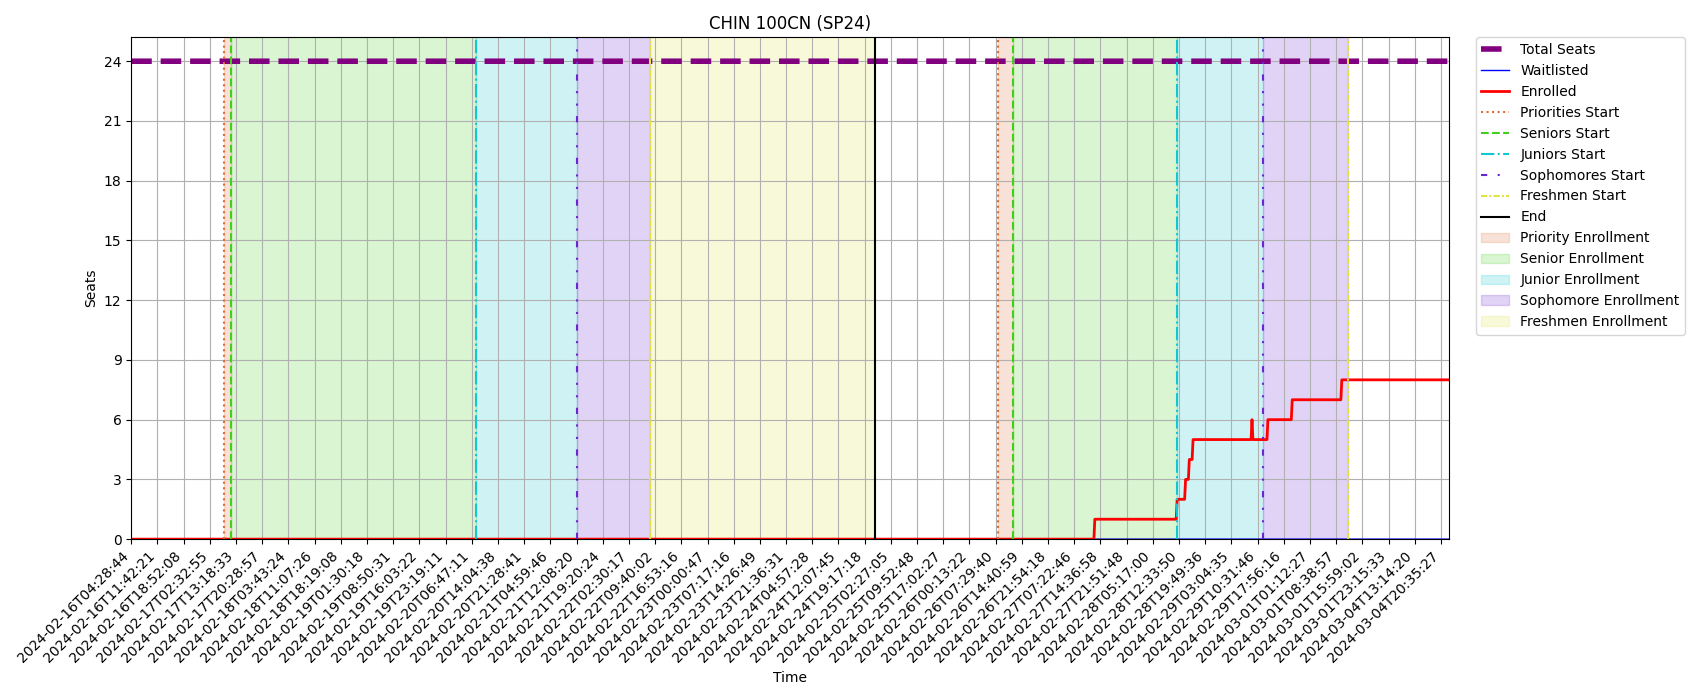 CHIN 100CN (SP24)
Seats
24
21
18
15
12
9
6
3
0
2024-02-16T04:28:44
2024-02-16T11:42:21
2024-02-16T18:52:08
2024-02-17T02:32:55
2024-02-17T13:18:33
2024-02-17T20:28:57
2024-02-18T03:43:24
2024-02-18T11:07:26
2024-02-18T18:19:08
2024-02-19T01:30:18
2024-02-19T08:50:31
2024-02-19T16:03:22
2024-02-19T23:19:11
2024-02-20T06:47:11
2024-02-20T14:04:38
2024-02-20T21:28:41
2024-02-21T04:59:46
2024-02-21T12:08:20
2024-02-21T19:20:24
2024-02-22T02:30:17
2024-02-22T09:40:02
2024-02-22T16:53:16
2024-02-23T00:00:47
2024-02-23T07:17:16
2024-02-23T14:26:49
2024-02-23T21:36:31
2024-02-24T04:57:28
2024-02-24T12:07:45
2024-02-24T19:17:18
2024-02-25T02:27:05
2024-02-25T09:52:48
2024-02-25T17:02:27
2024-02-26T00:13:22
2024-02-26T07:29:40
2024-02-26T14:40:59
2024-02-26T21:54:18
2024-02-27T07:22:46
2024-02-27T14:36:58
2024-02-27T21:51:48
2024-02-28T05:17:00
2024-02-28T12:33:50
2024-02-28T19:49:36
2024-02-29T03:04:35
2024-02-29T10:31:46
2024-02-29T17:56:16
2024-03-01T01:12:27
2024-03-01T08:38:57
2024-03-01T15:59:02
2024-03-01T23:15:33
2024-03-04T13:14:20
2024-03-04T20:35:27
Time
Total Seats
Waitlisted
Enrolled
Priorities Start
Seniors Start
Juniors Start
Sophomores Start
Freshmen Start
End
Priority Enrollment
Senior Enrollment
Junior Enrollment
Sophomore Enrollment
Freshmen Enrollment